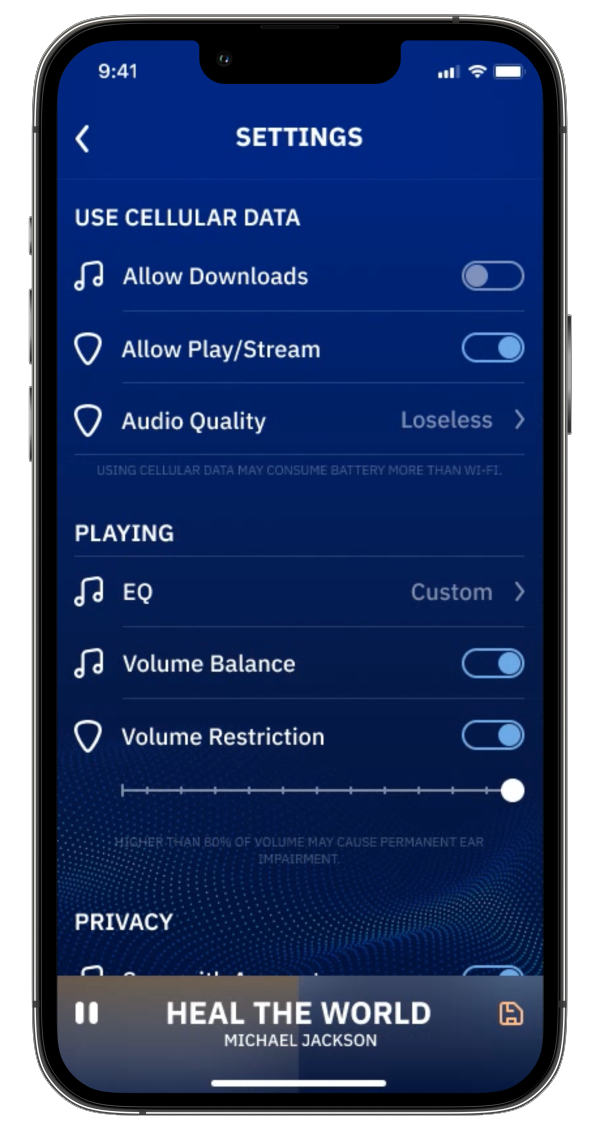 9:41
SETTINGS
USE CELLULAR DATA
Allow Downloads
Allow Play/Stream
Audio Quality Loseless
USING CELLULAR DATA MAY CONSUME BATTERY MORE THAN WI-FI.
PLAYING
EQ Custom
Volume Balance
Volume Restriction
HIGHER THAN 80% OF VOLUME MAY CAUSE PERMANENT EAR
IMPAIRMENT.
PRIVACY
HEAL THE WORLD
MICHAEL JACKSON